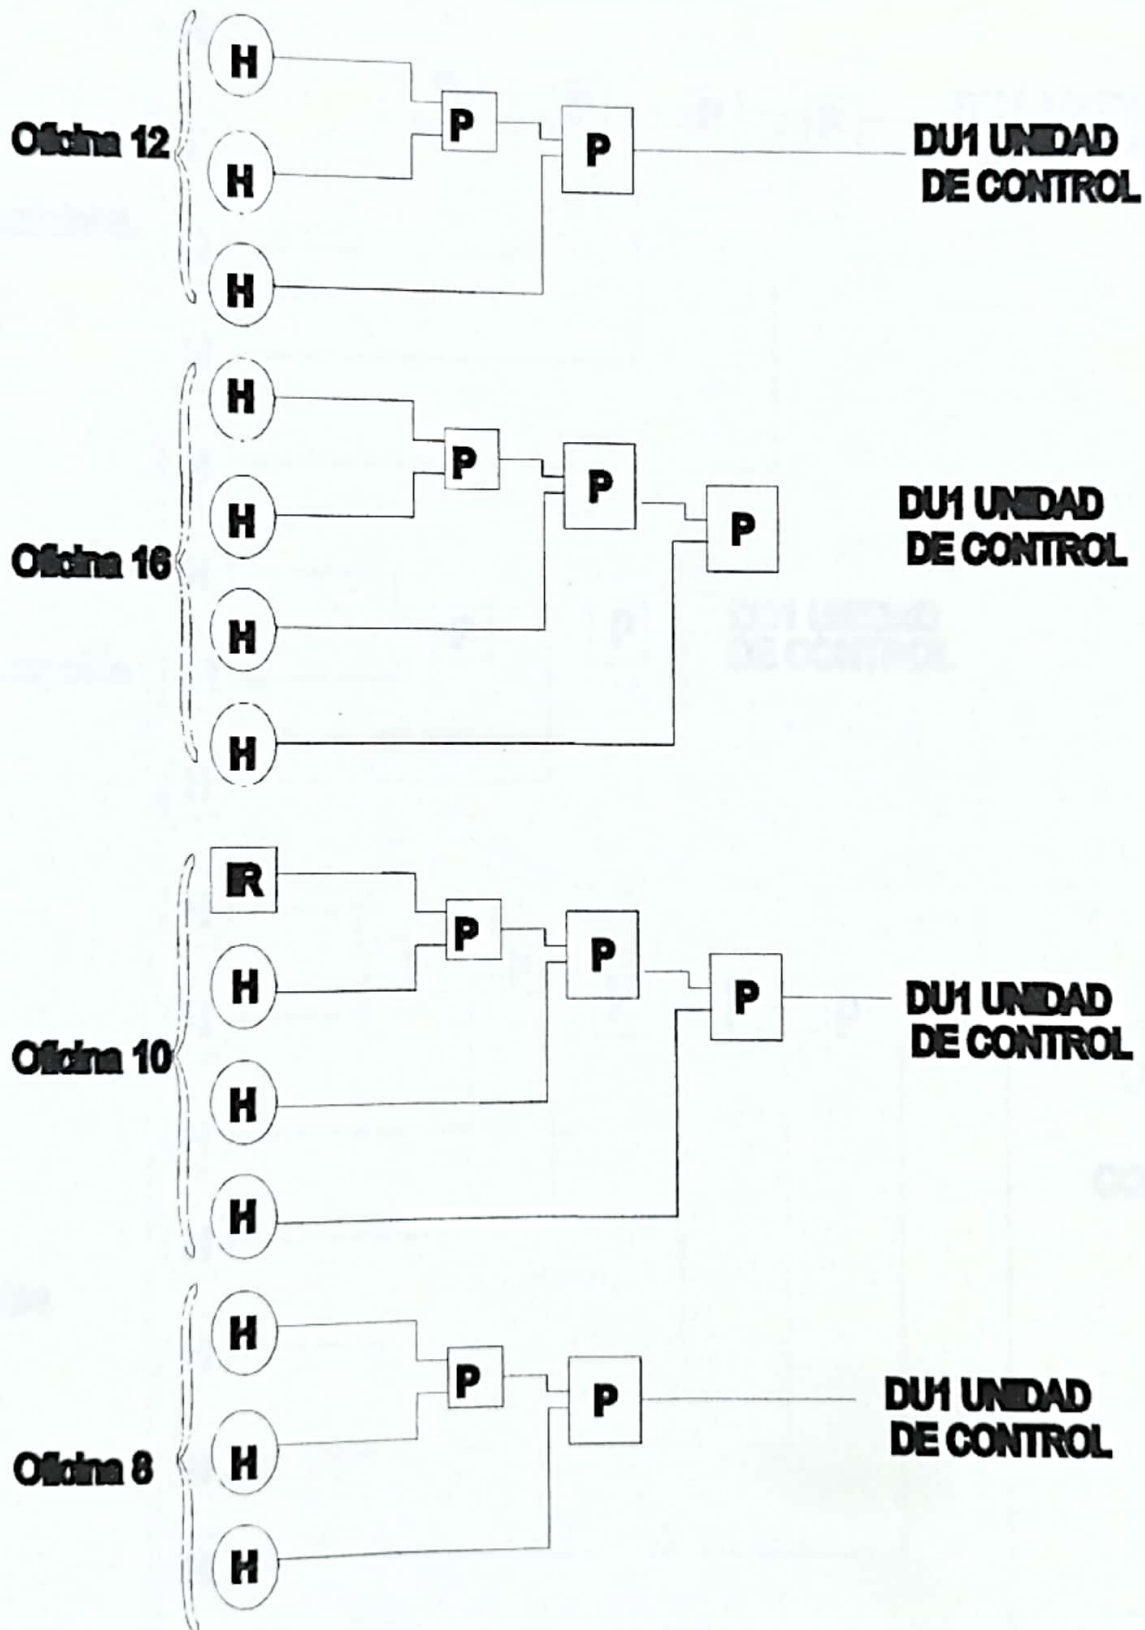 H
H
Oficina 12
H
P
P
DU1 UNIDAD
DE CONTROL
H
H
Oficina 16
H
H
P
P
P
DU1 UNIDAD
DE CONTROL
IR
H
Oficina 10
H
H
P
P
P
DU1 UNIDAD
DE CONTROL
H
H
Oficina 8
H
P
P
DU1 UNIDAD
DE CONTROL